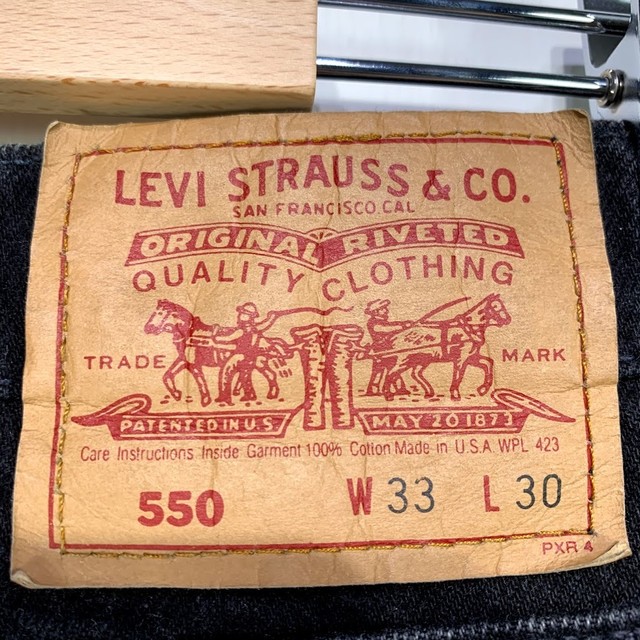 LEVI STRAUSS & CO.
SAN FRANCISCO.CAL
ORIGINAL RIVETED
QUALITY CLOTHING
TRADE MARK
PATENTED IN U.S
MAY 20 1873
Care Instructions Inside Garment 100% Cotton Made in U.S.A. WPL 423
550 W 33 L 30
PXR 4